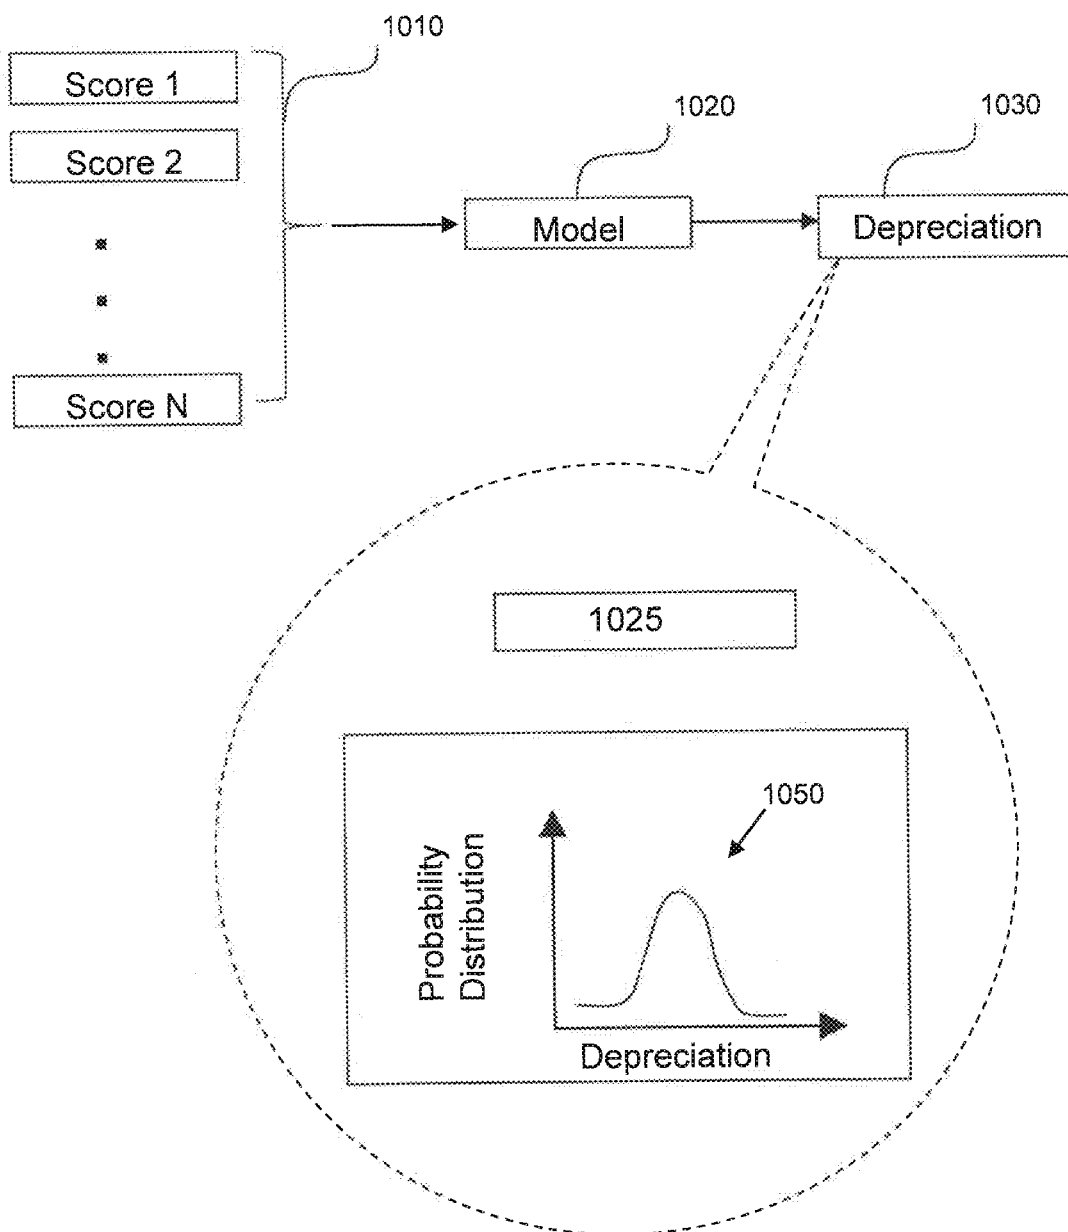 1010
Score 1
1020
1030
Score 2
Model
Depreciation
Score N
1025
1050
Probability
Distribution
Depreciation